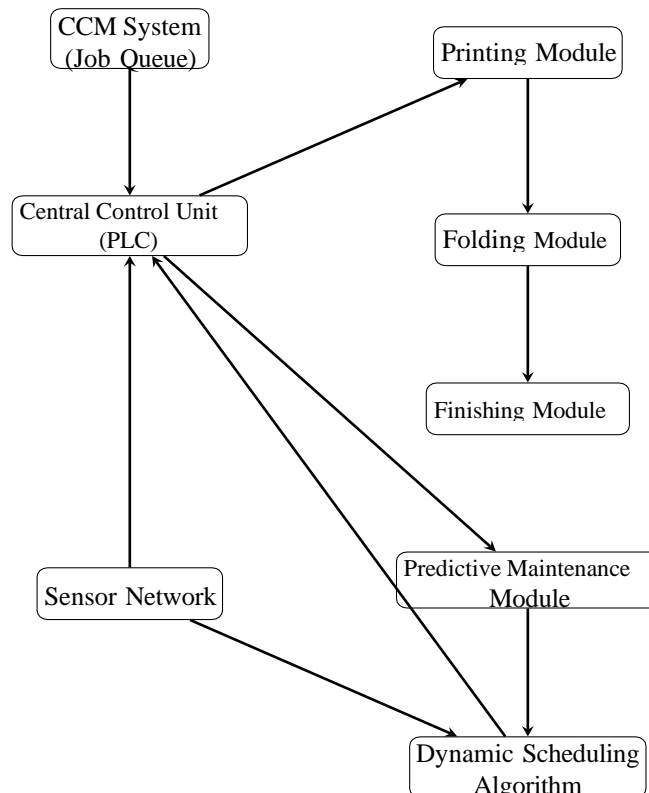 CCM System
(Job Queue)
Printing Module
Central Control Unit
(PLC)
Folding Module
Finishing Module
Sensor Network
Predictive Maintenance
Module
Dynamic Scheduling
Algorithm